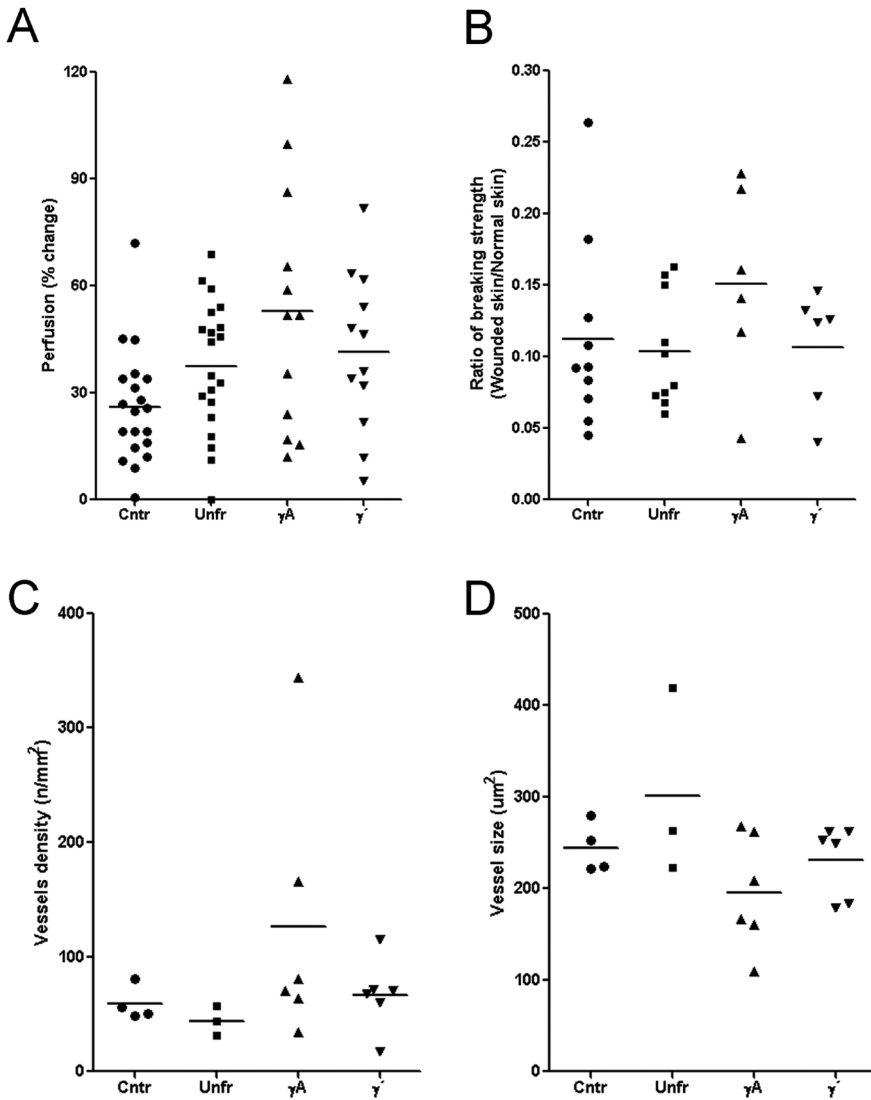 A
Perfusion (% change)
120
90
60
30
0
Cntr Unfr γA γ´
B
Ratio of breaking strength
(Wounded skin/Normal skin)
0.30
0.25
0.20
0.15
0.10
0.05
0.00
Cntr Unfr γA γ´
C
Vessels density (n/mm²)
400
300
200
100
0
Cntr Unfr γA γ´
D
Vessel size (um²)
500
400
300
200
100
0
Cntr Unfr γA γ´